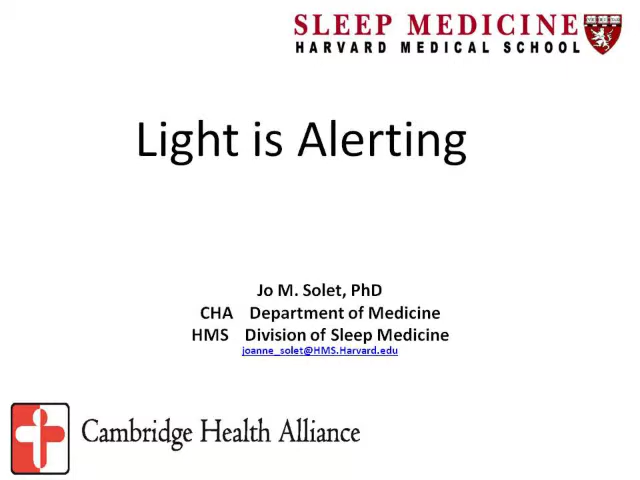 SLEEP MEDICINE
HARVARD MEDICAL SCHOOL
Light is Alerting
Jo M. Solet, PhD
CHA Department of Medicine
HMS Division of Sleep Medicine
joanne_solet@HMS.Harvard.edu
Cambridge Health Alliance